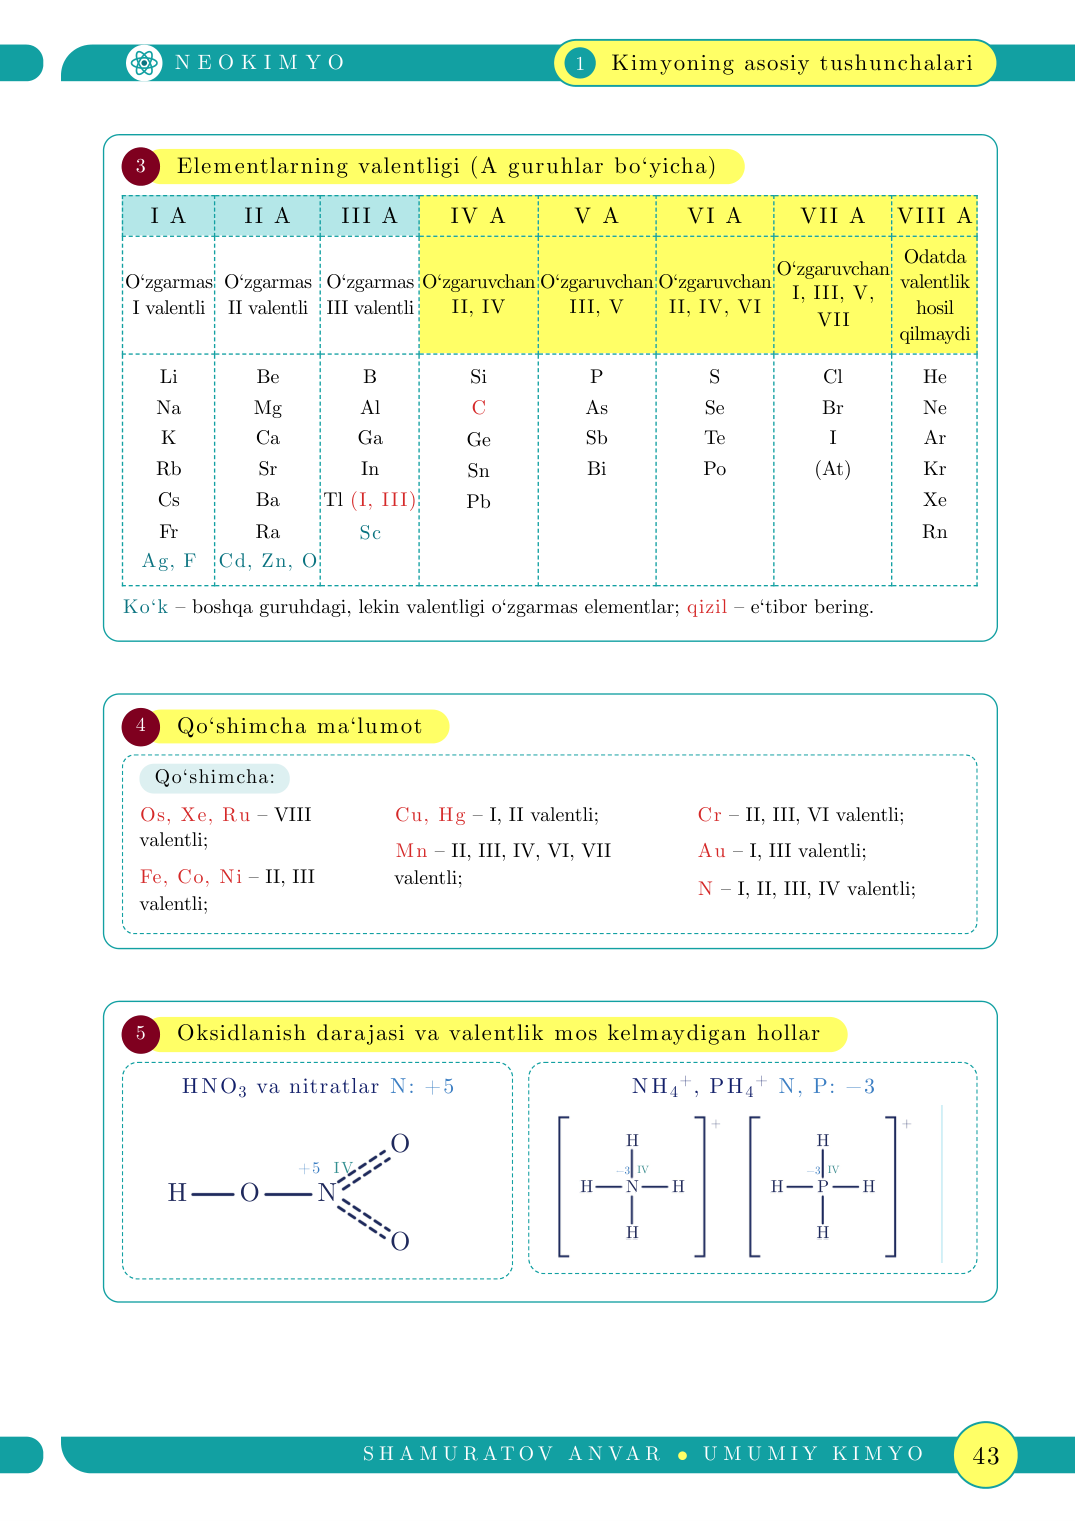 NEOKIMYO
1 Kimyoning asosiy tushunchalari
3 Elementlarning valentligi (A guruhlar bo‘yicha)
I A II A III A IV A V A VI A VII A VIII A
O‘zgarmas I valentli
O‘zgarmas II valentli
O‘zgarmas III valentli
O‘zgaruvchan II, IV
O‘zgaruvchan III, V
O‘zgaruvchan II, IV, VI
O‘zgaruvchan I, III, V, VII
Odatda valentlik hosil qilmaydi
Li Be B Si P S Cl He
Na Mg Al C As Se Br Ne
K Ca Ga Ge Sb Te I Ar
Rb Sr In Sn Bi Po (At) Kr
Cs Ba Tl (I, III) Pb Xe
Fr Ra Sc Rn
Ag, F Cd, Zn, O
Ko‘k – boshqa guruhdagi, lekin valentligi o‘zgarmas elementlar; qizil – e‘tibor bering.
4 Qo‘shimcha ma‘lumot
Qo‘shimcha:
Os, Xe, Ru – VIII
valentli;
Fe, Co, Ni – II, III
valentli;
Cu, Hg – I, II valentli;
Mn – II, III, IV, VI, VII
valentli;
Cr – II, III, VI valentli;
Au – I, III valentli;
N – I, II, III, IV valentli;
5 Oksidlanish darajasi va valentlik mos kelmaydigan hollar
HNO₃ va nitratlar N: +5
O
+5 IV
H O N
O
NH₄⁺, PH₄⁺ N, P: −3
+ +
H H
−3 IV −3 IV
H N H H P H
H H
SHAMURATOV ANVAR • UMUMIY KIMYO
43